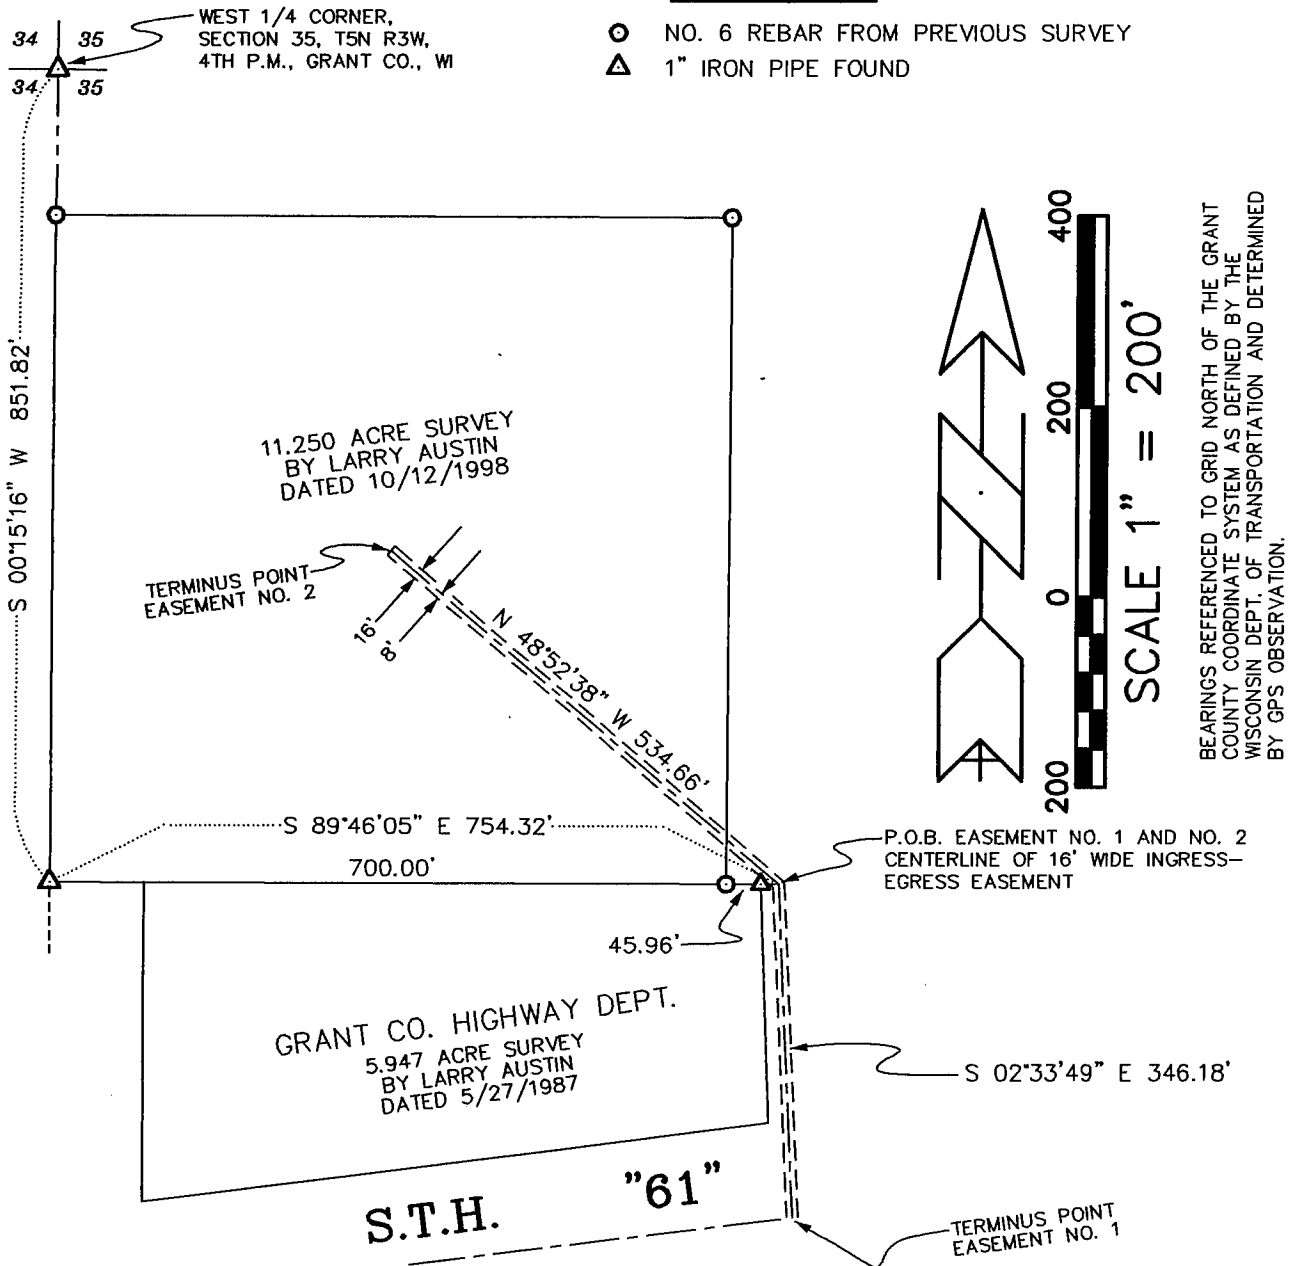 WEST 1/4 CORNER,
SECTION 35, T5N R3W,
4TH P.M., GRANT CO., WI
34 35
34 35
NO. 6 REBAR FROM PREVIOUS SURVEY
1" IRON PIPE FOUND
S 00°15'16" W 851.82'
11.250 ACRE SURVEY
BY LARRY AUSTIN
DATED 10/12/1998
TERMINUS POINT
EASEMENT NO. 2
16'
8'
N 48°52'38" W 534.66'
S 89°46'05" E 754.32'
700.00'
45.96'
P.O.B. EASEMENT NO. 1 AND NO. 2
CENTERLINE OF 16' WIDE INGRESS-
EGRESS EASEMENT
GRANT CO. HIGHWAY DEPT.
5.947 ACRE SURVEY
BY LARRY AUSTIN
DATED 5/27/1987
S 02°33'49" E 346.18'
S.T.H. "61"
TERMINUS POINT
EASEMENT NO. 1
N
200 0 200 400
SCALE 1" = 200'
BEARINGS REFERENCED TO GRID NORTH OF THE GRANT
COUNTY COORDINATE SYSTEM AS DEFINED BY THE
WISCONSIN DEPT. OF TRANSPORTATION AND DETERMINED
BY GPS OBSERVATION.